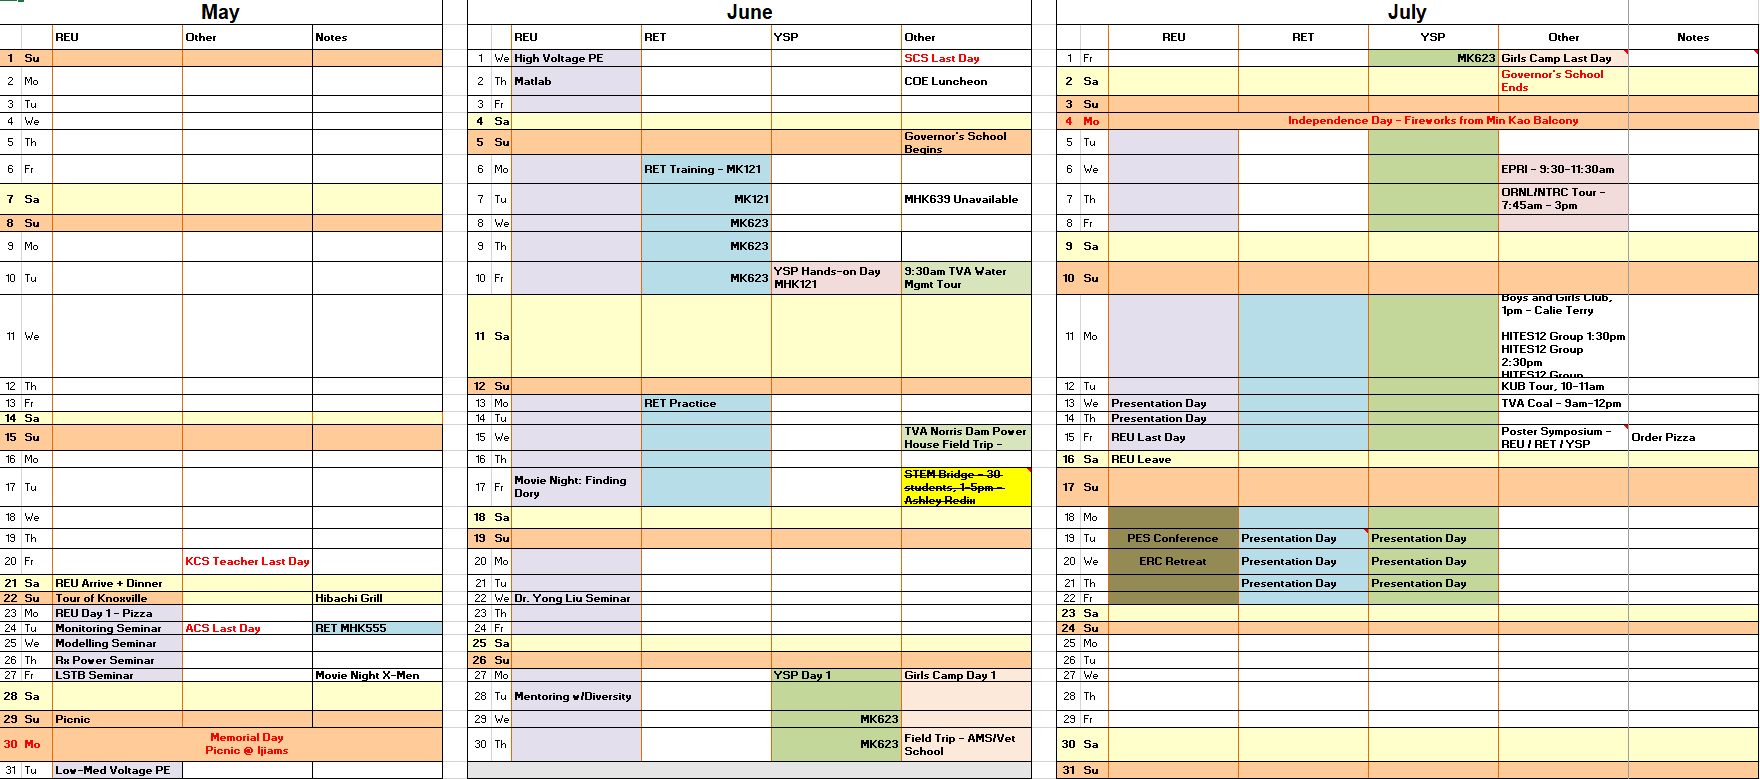 May
REU Other Notes
1 Su
2 Mo
3 Tu
4 We
5 Th
6 Fr
7 Sa
8 Su
9 Mo
10 Tu
11 We
12 Th
13 Fr
14 Sa
15 Su
16 Mo
17 Tu
18 We
19 Th
20 Fr KCS Teacher Last Day
21 Sa REU Arrive + Dinner
22 Su Tour of Knoxville Hibachi Grill
23 Mo REU Day 1 - Pizza
24 Tu Monitoring Seminar ACS Last Day RET MHK555
25 We Modelling Seminar
26 Th Rx Power Seminar
27 Fr LSTB Seminar Movie Night X-Men
28 Sa
29 Su Picnic
30 Mo Memorial Day
Picnic @ Ijiams
31 Tu Low-Med Voltage PE
June
REU RET YSP Other
1 We High Voltage PE SCS Last Day
2 Th Matlab COE Luncheon
3 Fr
4 Sa
5 Su Governor's School
Begins
6 Mo RET Training - MK121
7 Tu MK121 MHK639 Unavailable
8 We MK623
9 Th MK623
10 Fr MK623 YSP Hands-on Day 9:30am TVA Water
MHK121 Mgmt Tour
11 Sa
12 Su
13 Mo RET Practice
14 Tu
15 We TVA Norris Dam Power
House Field Trip -
16 Th
17 Fr Movie Night: Finding
Dory
STEM Bridge - 30
students, 1-5pm -
Ashley Redix
18 Sa
19 Su
20 Mo
21 Tu
22 We Dr. Yong Liu Seminar
23 Th
24 Fr
25 Sa
26 Su
27 Mo YSP Day 1 Girls Camp Day 1
28 Tu Mentoring w/Diversity
29 We MK623
30 Th MK623 Field Trip - AMS/Vet
School
July
REU RET YSP Other Notes
1 Fr MK623 Girls Camp Last Day
2 Sa Governor's School
Ends
3 Su
4 Mo Independence Day - Fireworks from Min Kao Balcony
5 Tu
6 We EPRI - 9:30-11:30am
7 Th ORNL/NTRC Tour -
7:45am - 3pm
8 Fr
9 Sa
10 Su
11 Mo Boys and Girls Club,
1pm - Calie Terry
HITES12 Group 1:30pm
HITES12 Group
2:30pm
HITES12 Group
12 Tu KUB Tour, 10-11am
13 We Presentation Day TVA Coal - 9am-12pm
14 Th Presentation Day
15 Fr REU Last Day Poster Symposium - Order Pizza
REU / RET / YSP
16 Sa REU Leave
17 Su
18 Mo
19 Tu PES Conference Presentation Day Presentation Day
20 We ERC Retreat Presentation Day Presentation Day
21 Th Presentation Day Presentation Day
22 Fr
23 Sa
24 Su
25 Mo
26 Tu
27 We
28 Th
29 Fr
30 Sa
31 Su